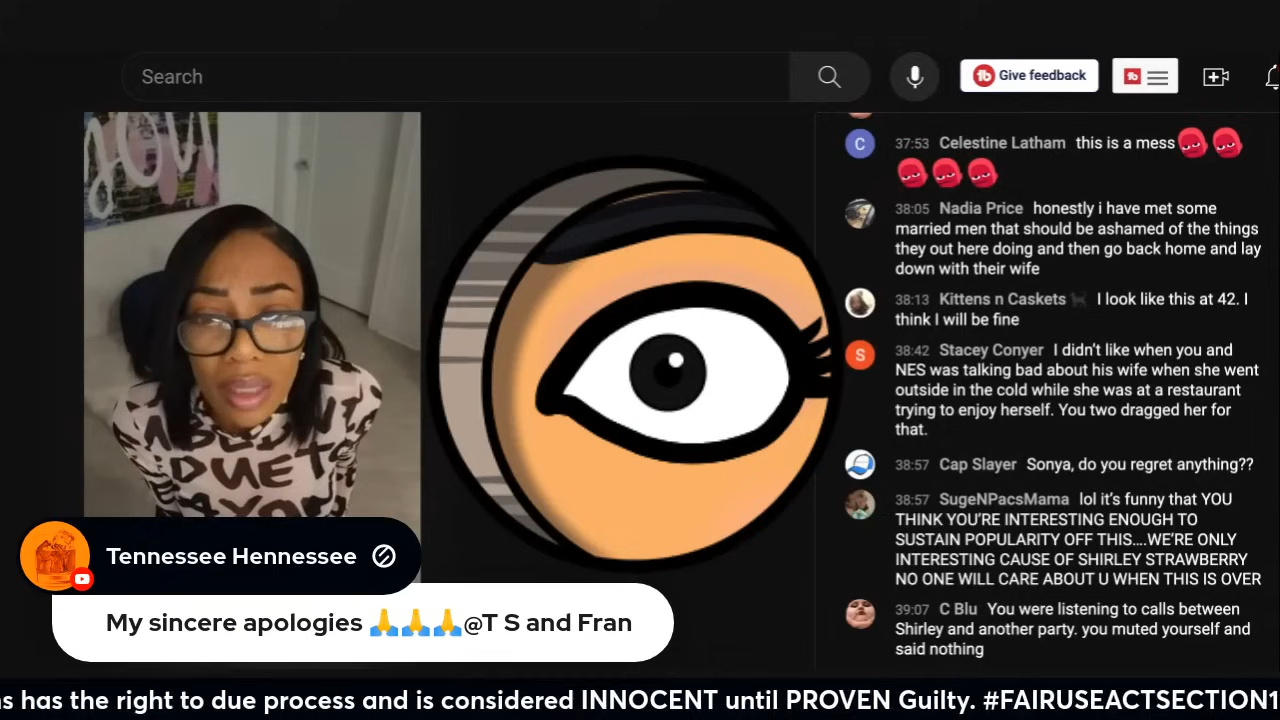 Search
Give feedback
you
37:53 Celestine Latham this is a mess
38:05 Nadia Price honestly i have met some
married men that should be ashamed of the things
they out here doing and then go back home and lay
down with their wife
38:13 Kittens n Caskets I look like this at 42. I
think I will be fine
C
S
38:42 Stacey Conyer I didn’t like when you and
NES was talking bad about his wife when she went
outside in the cold while she was at a restaurant
trying to enjoy herself. You two dragged her for
that.
38:57 Cap Slayer Sonya, do you regret anything??
38:57 SugeNPacsMama lol it’s funny that YOU
THINK YOU’RE INTERESTING ENOUGH TO
SUSTAIN POPULARITY OFF THIS....WE’RE ONLY
INTERESTING CAUSE OF SHIRLEY STRAWBERRY
NO ONE WILL CARE ABOUT U WHEN THIS IS OVER
39:07 C Blu You were listening to calls between
Shirley and another party. you muted yourself and
said nothing
DUET
Tennessee Hennessee
My sincere apologies 🙏🙏🙏@T S and Fran
s has the right to due process and is considered INNOCENT until PROVEN Guilty. #FAIRUSEACTSECTION1